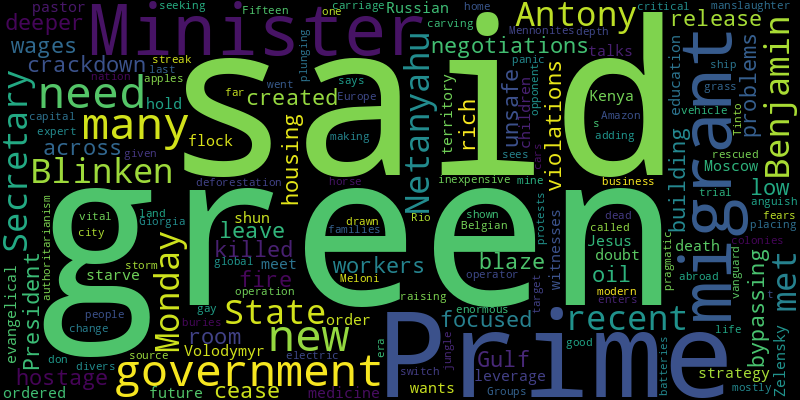 seeking
Fifteen
carriage
Russian
critical
manslaughter
pastor
one
home
deeper
Minister
Antony
release
carving
Mennonites
depth
wages
negotiations
talks
crackdown
streak
panic
nation
last
plunging
says
ship
problems
apples
went
opponent
grass
need
far
created
Europe
Kenya
education
vehicle
hold
capital
many
said
Netanyahu
territory
rich
unsafe
children
violations
migrant
Benjamin
Amazon
Tinto
expert
flock
making
s
adding
across
given
sees
cars
rescued
Secretary
Blinken
housing
Moscow
deforestation
horse
inexpensive
mine
business
trial
low
anguish
vital
land
shun
drawn
Rio
shown
dead
fears
city
Giorgia
leave
families
Belgian
called
placing
authoritarianism
green
protests
witnesses
Jesus
building
death
colonies
storm
killed
workers
blaze
doubt
pragmatic
starve
global
meet
Meloni
operator
oil
abroad
evangelical
President
Monday
fire
operation
target
modern
vanguard
met
gay
raising
enormous
enters
bypassing
people
buries
State
order
focused
recent
change
new
room
Prime
good
life
don
divers
Volodymyr
era
jungle
Gulf
batteries
Zelensky
source
electric
switch
leverage
strategy
hostage
government
wants
Groups
mostly
ordered
future
cease
medicine